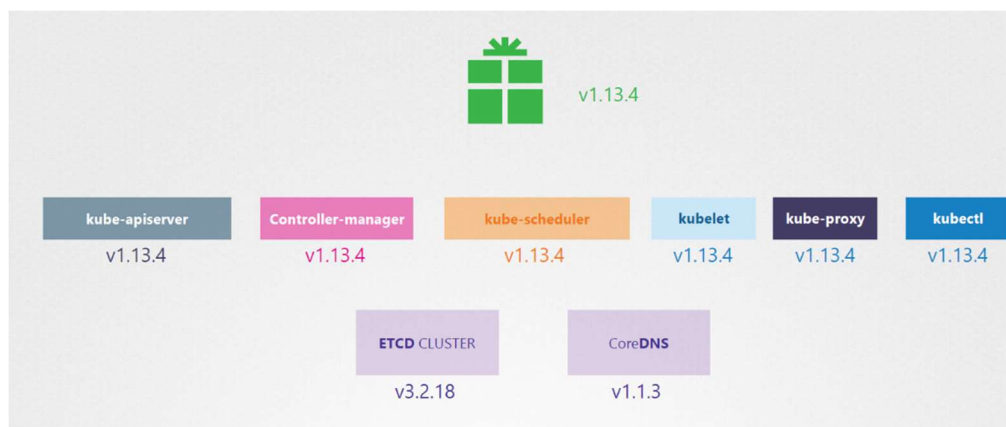 v1.13.4
kube-apiserver
Controller-manager
kube-scheduler
kubelet
kube-proxy
kubectl
v1.13.4
v1.13.4
v1.13.4
v1.13.4
v1.13.4
v1.13.4
ETCD CLUSTER
CoreDNS
v3.2.18
v1.1.3